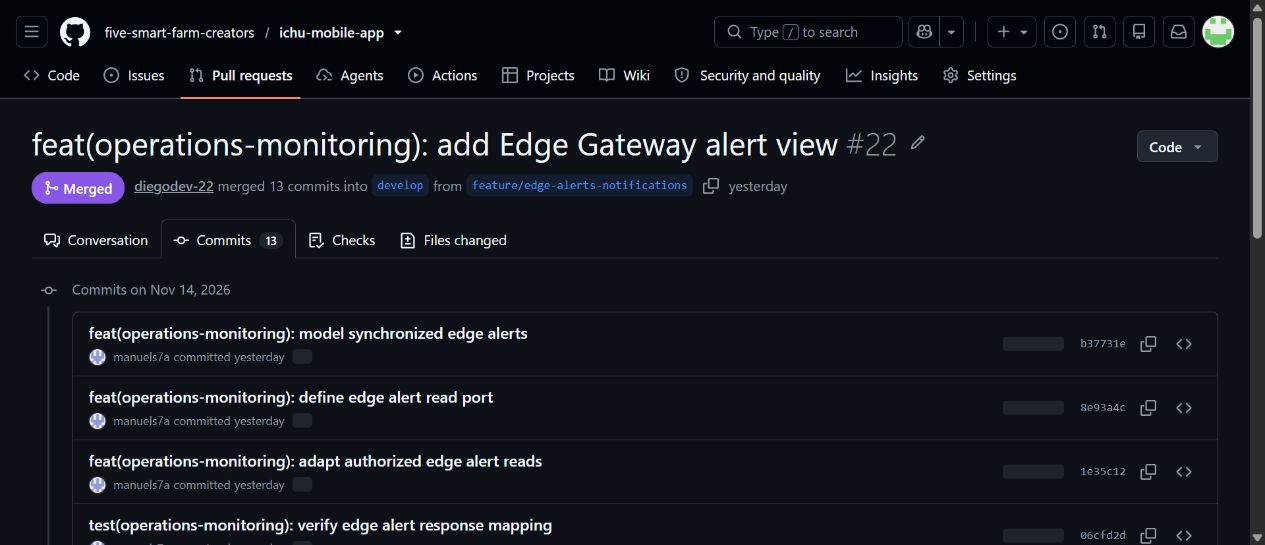 five-smart-farm-creators / ichu-mobile-app
Type / to search
Code Issues Pull requests Agents Actions Projects Wiki Security and quality Insights Settings
feat(operations-monitoring): add Edge Gateway alert view #22
Code
Merged diegodev-22 merged 13 commits into develop from feature/edge-alerts-notifications yesterday
Conversation Commits 13 Checks Files changed
Commits on Nov 14, 2026
feat(operations-monitoring): model synchronized edge alerts
manuels7a committed yesterday
b37731e
feat(operations-monitoring): define edge alert read port
manuels7a committed yesterday
8e93a4c
feat(operations-monitoring): adapt authorized edge alert reads
manuels7a committed yesterday
1e35c12
test(operations-monitoring): verify edge alert response mapping
06cfd2d